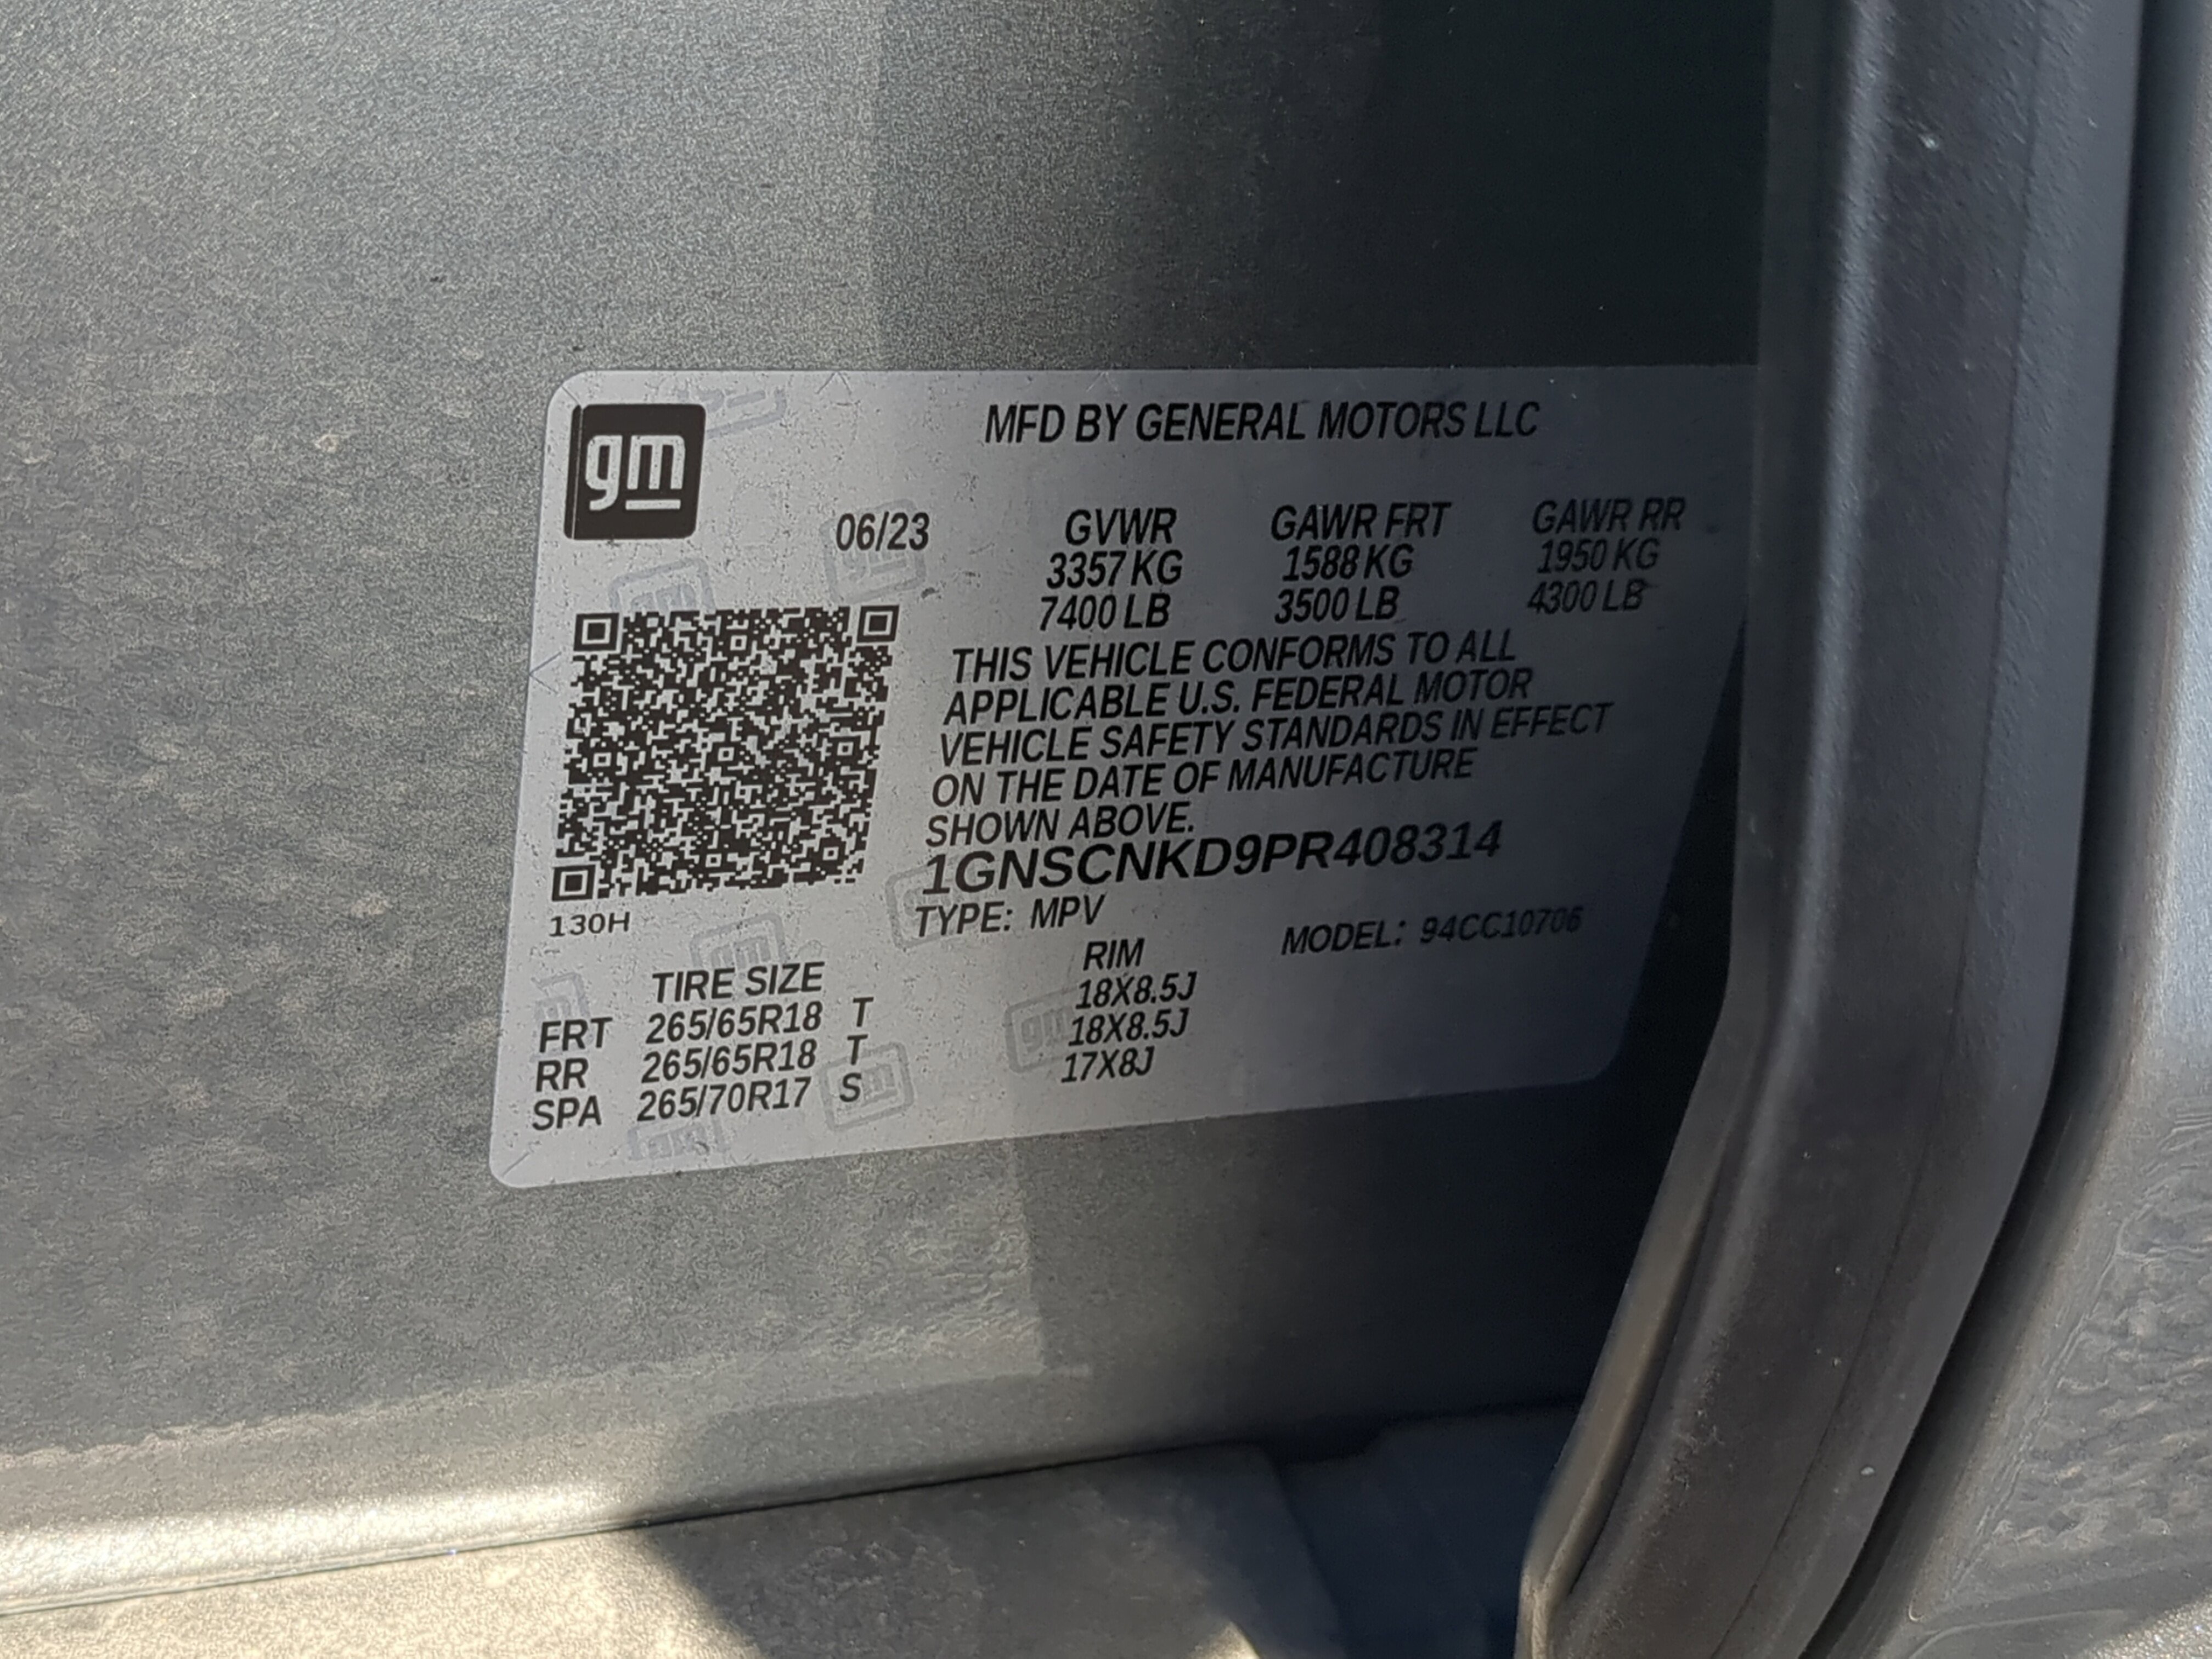 gm
MFD BY GENERAL MOTORS LLC
06/23 GVWR GAWR FRT GAWR RR
3357 KG 1588 KG 1950 KG
7400 LB 3500 LB 4300 LB
THIS VEHICLE CONFORMS TO ALL
APPLICABLE U.S. FEDERAL MOTOR
VEHICLE SAFETY STANDARDS IN EFFECT
ON THE DATE OF MANUFACTURE
SHOWN ABOVE.
1GNSCNKD9PR408314
130H
TYPE: MPV MODEL: 94CC10706
TIRE SIZE RIM
FRT 265/65R18 T 18X8.5J
RR 265/65R18 T 18X8.5J
SPA 265/70R17 S 17X8J